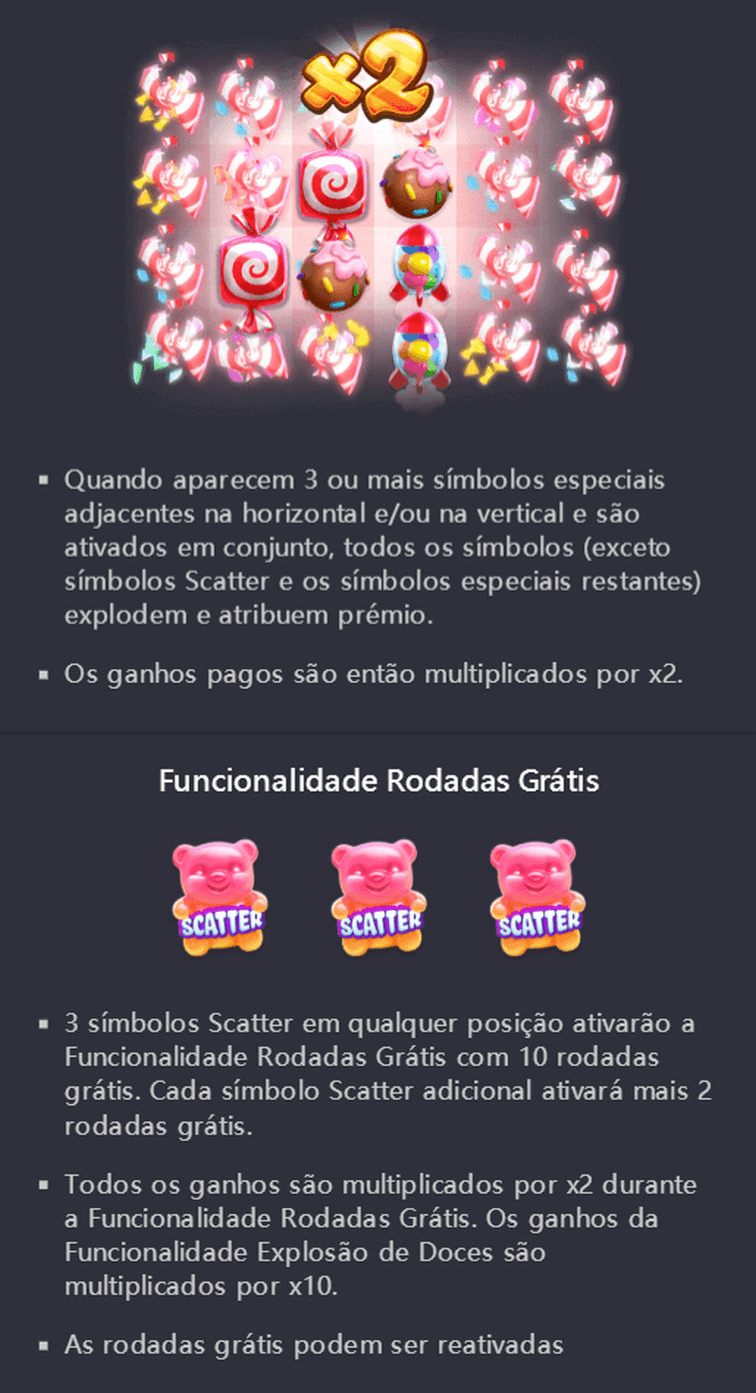 x2
▪ Quando aparecem 3 ou mais símbolos especiais
adjacentes na horizontal e/ou na vertical e são
ativados em conjunto, todos os símbolos (exceto
símbolos Scatter e os símbolos especiais restantes)
explodem e atribuem prémio.
▪ Os ganhos pagos são então multiplicados por x2.
Funcionalidade Rodadas Grátis
SCATTER SCATTER SCATTER
▪ 3 símbolos Scatter em qualquer posição ativarão a
Funcionalidade Rodadas Grátis com 10 rodadas
grátis. Cada símbolo Scatter adicional ativará mais 2
rodadas grátis.
▪ Todos os ganhos são multiplicados por x2 durante
a Funcionalidade Rodadas Grátis. Os ganhos da
Funcionalidade Explosão de Doces são
multiplicados por x10.
▪ As rodadas grátis podem ser reativadas